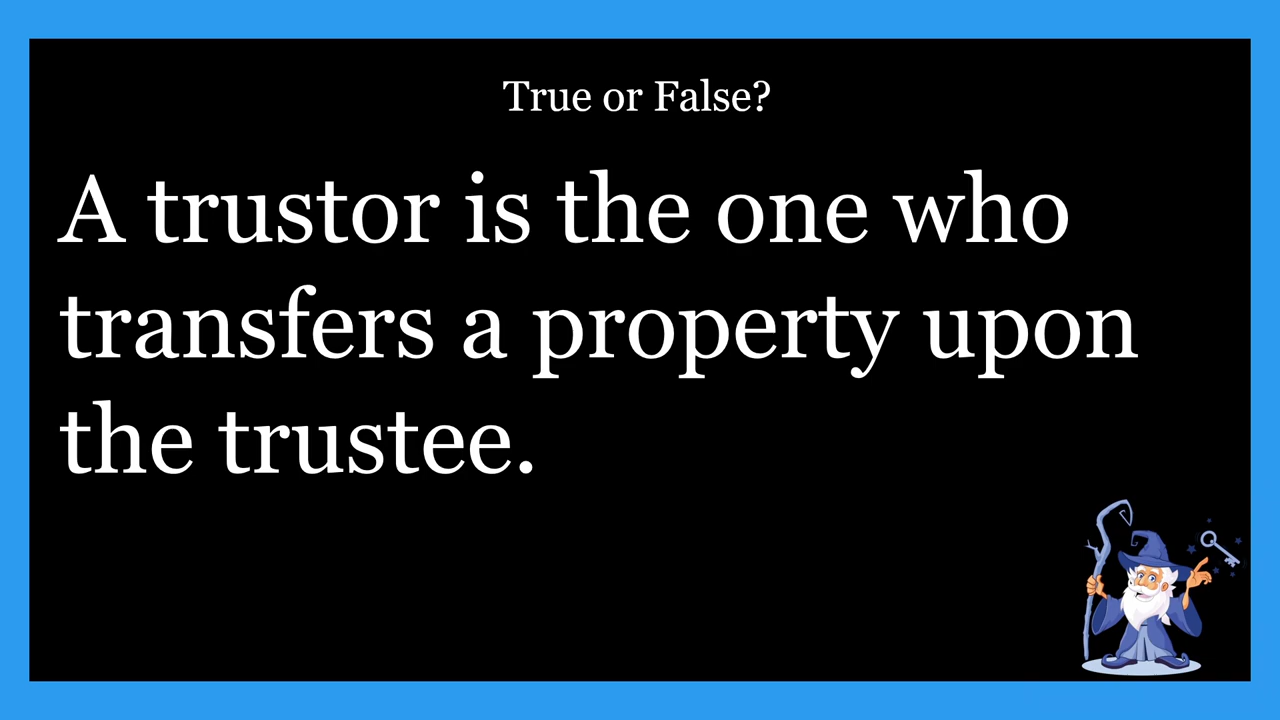 True or False?
A trustor is the one who
transfers a property upon
the trustee.